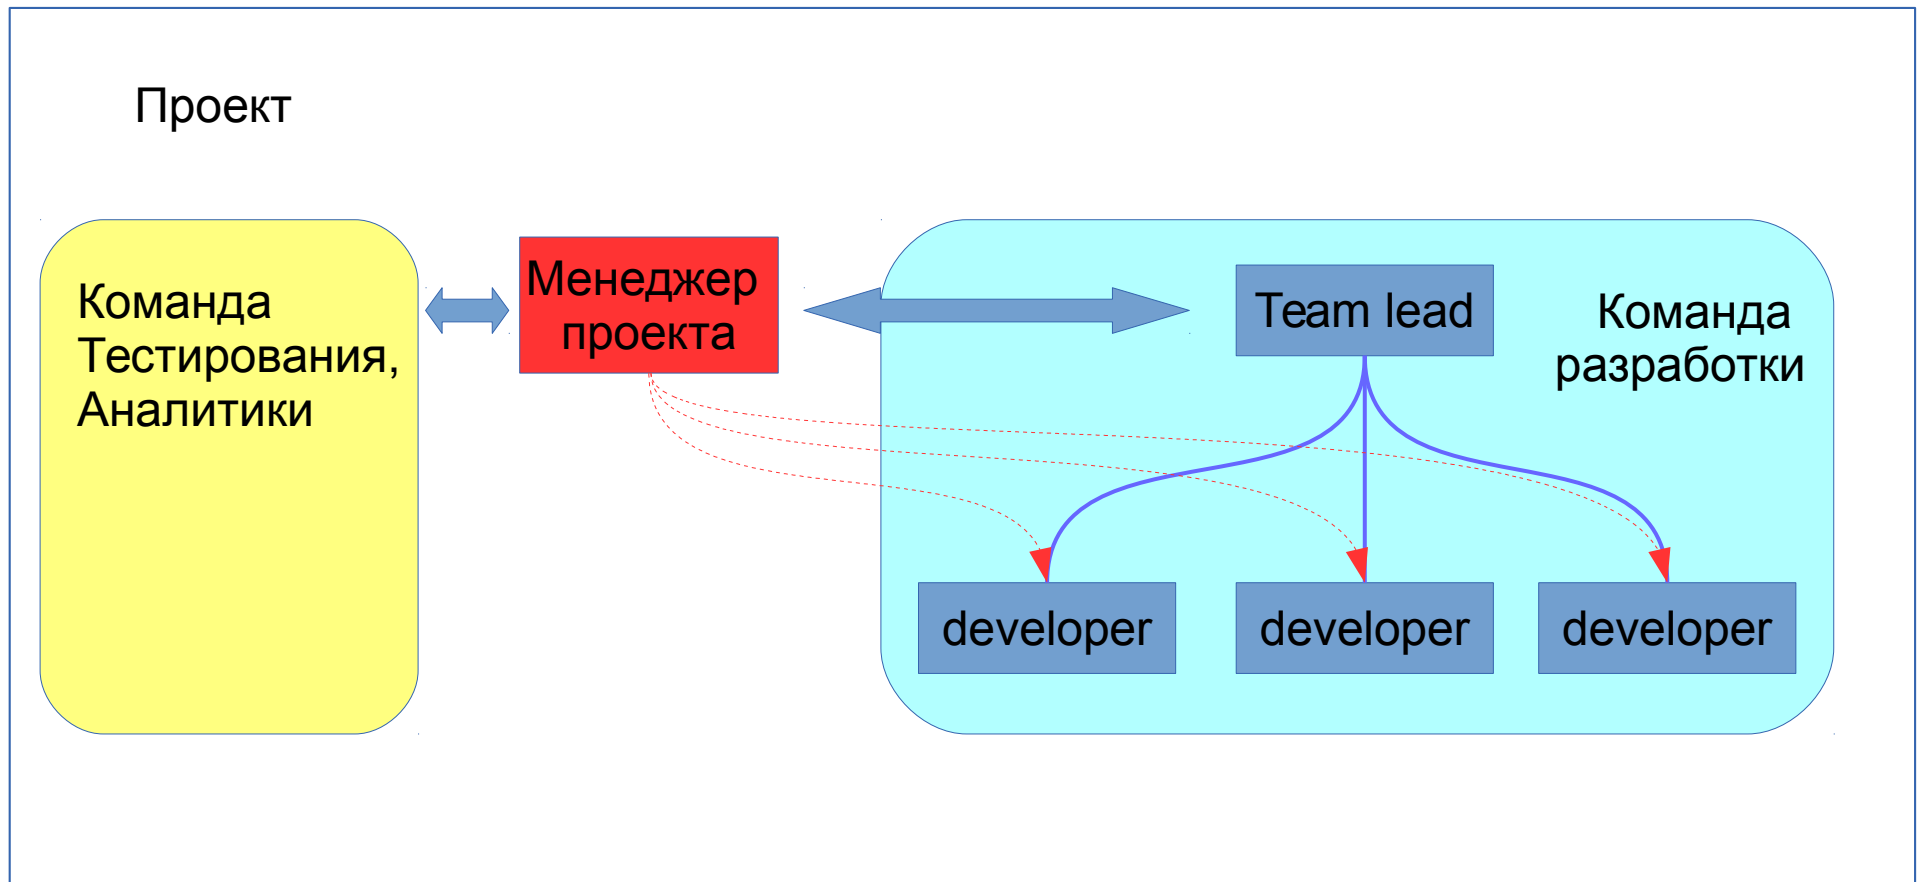 Проект
Команда
Тестирования,
Аналитики
Менеджер
проекта
Team lead
Команда
разработки
developer
developer
developer